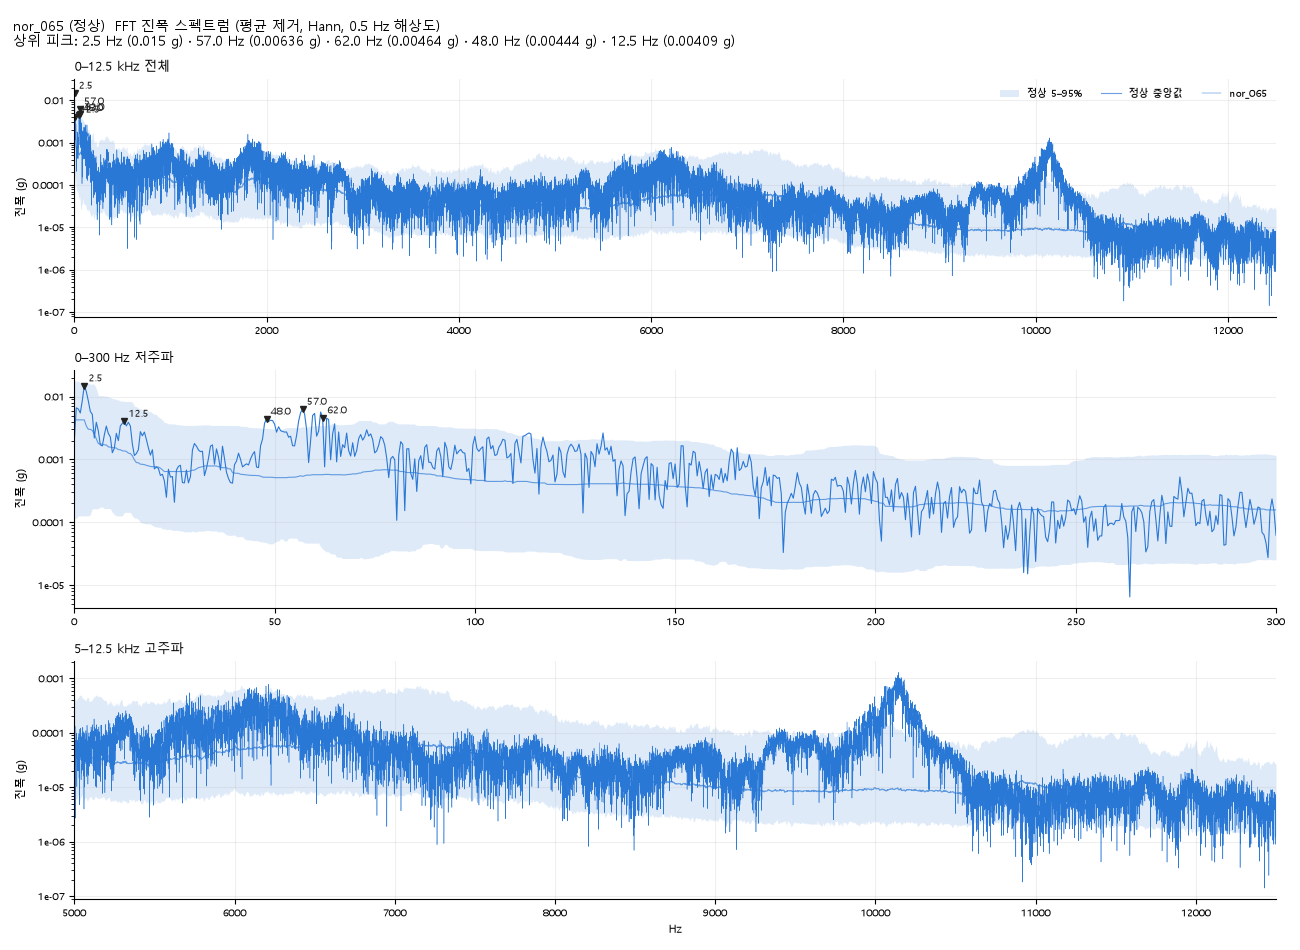 nor_065 (정상)  FFT 진폭 스펙트럼 (평균 제거, Hann, 0.5 Hz 해상도)
상위 피크: 2.5 Hz (0.015 g) · 57.0 Hz (0.00636 g) · 62.0 Hz (0.00464 g) · 48.0 Hz (0.00444 g) · 12.5 Hz (0.00409 g)
0–12.5 kHz 전체
2.5
57.0
정상 5–95%
정상 중앙값
nor_065
0.01
0.001
0.0001
1e-05
1e-06
1e-07
진폭 (g)
0 2000 4000 6000 8000 10000 12000
0–300 Hz 저주파
2.5
12.5
48.0
57.0
62.0
0.01
0.001
0.0001
1e-05
진폭 (g)
0 50 100 150 200 250 300
5–12.5 kHz 고주파
0.001
0.0001
1e-05
1e-06
1e-07
진폭 (g)
5000 6000 7000 8000 9000 10000 11000 12000
Hz